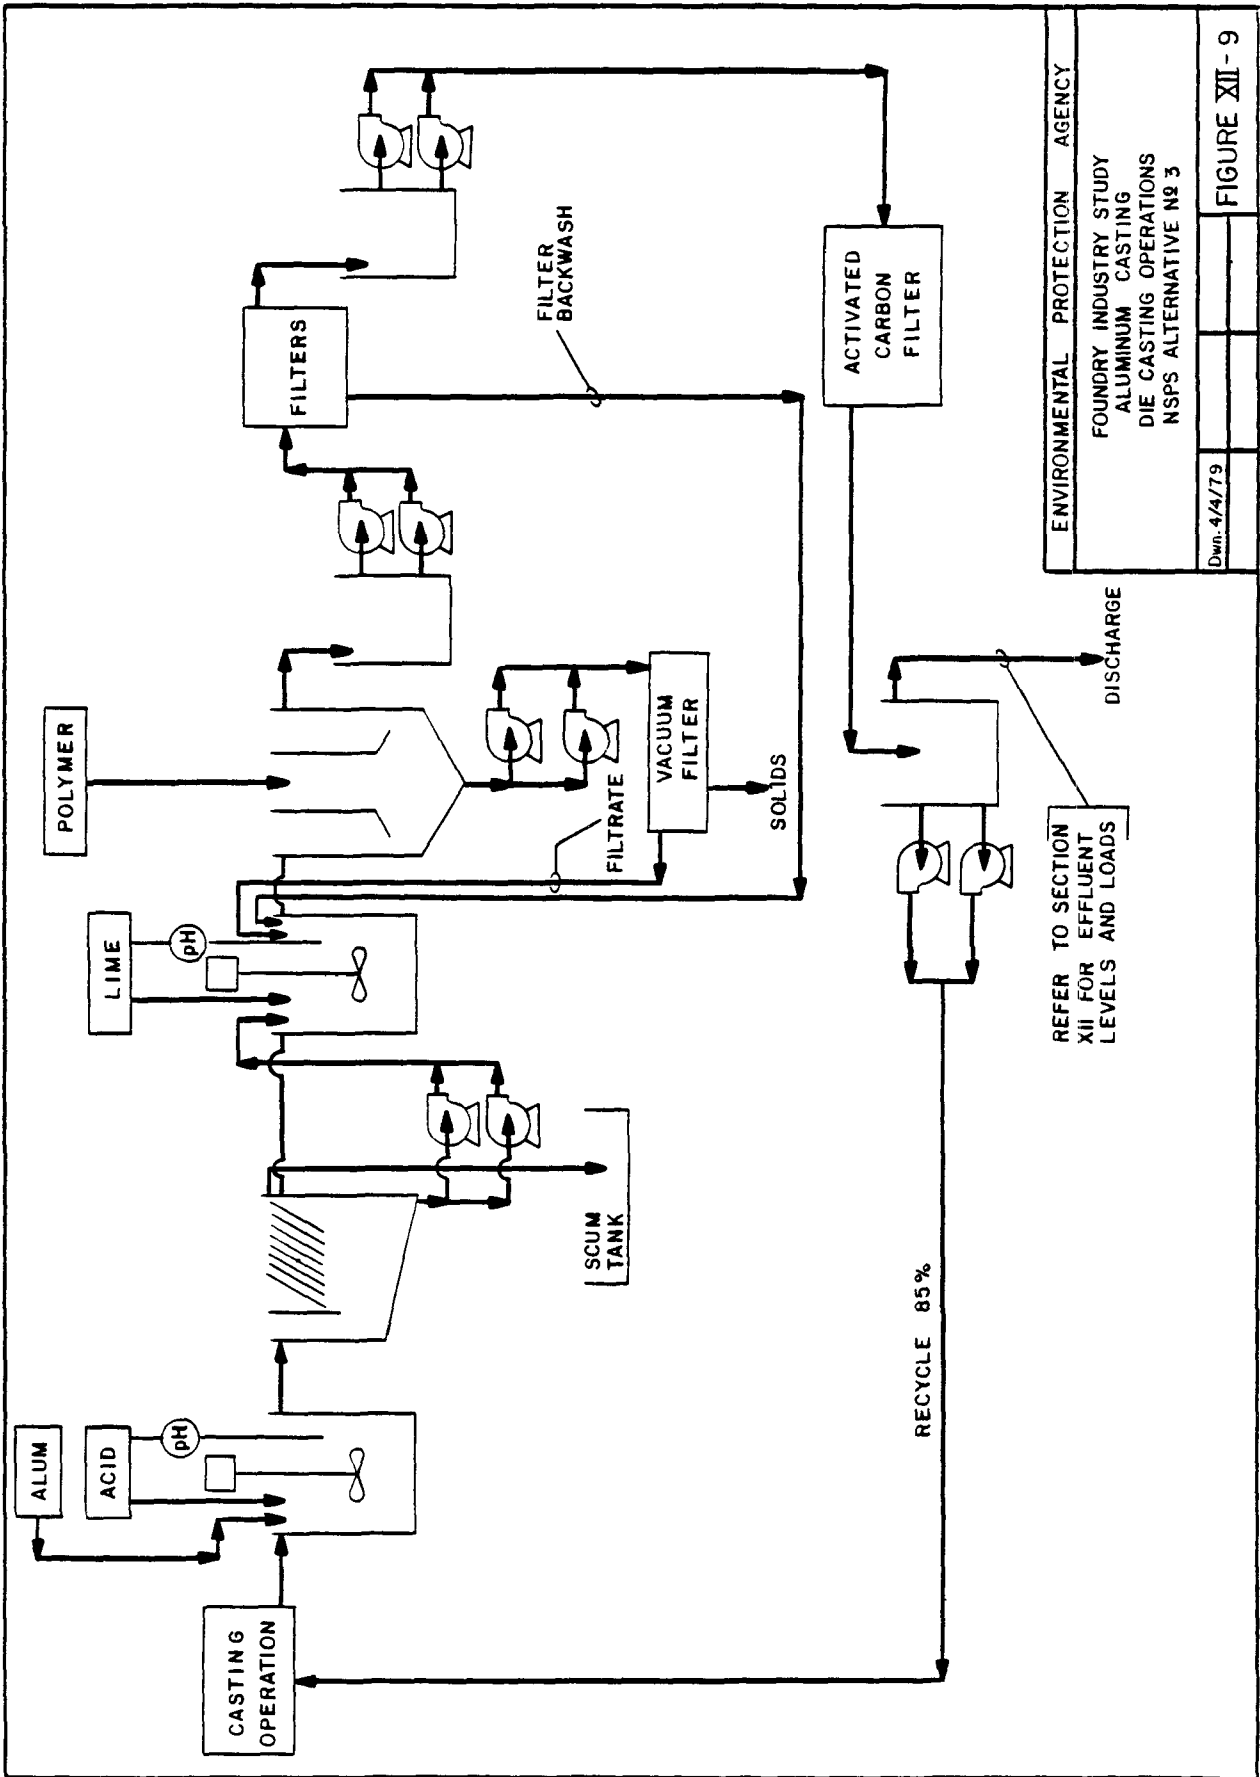 ALUM
ACID
pH
CASTING
OPERATION
SCUM
TANK
LIME
pH
POLYMER
FILTRATE
VACUUM
FILTER
SOLIDS
FILTERS
FILTER
BACKWASH
ACTIVATED
CARBON
FILTER
RECYCLE 85%
DISCHARGE
REFER TO SECTION
XII FOR EFFLUENT
LEVELS AND LOADS
ENVIRONMENTAL PROTECTION AGENCY
FOUNDRY INDUSTRY STUDY
ALUMINUM CASTING
DIE CASTING OPERATIONS
NSPS ALTERNATIVE Nº 3
Dwn. 4/4/79
FIGURE XII-9